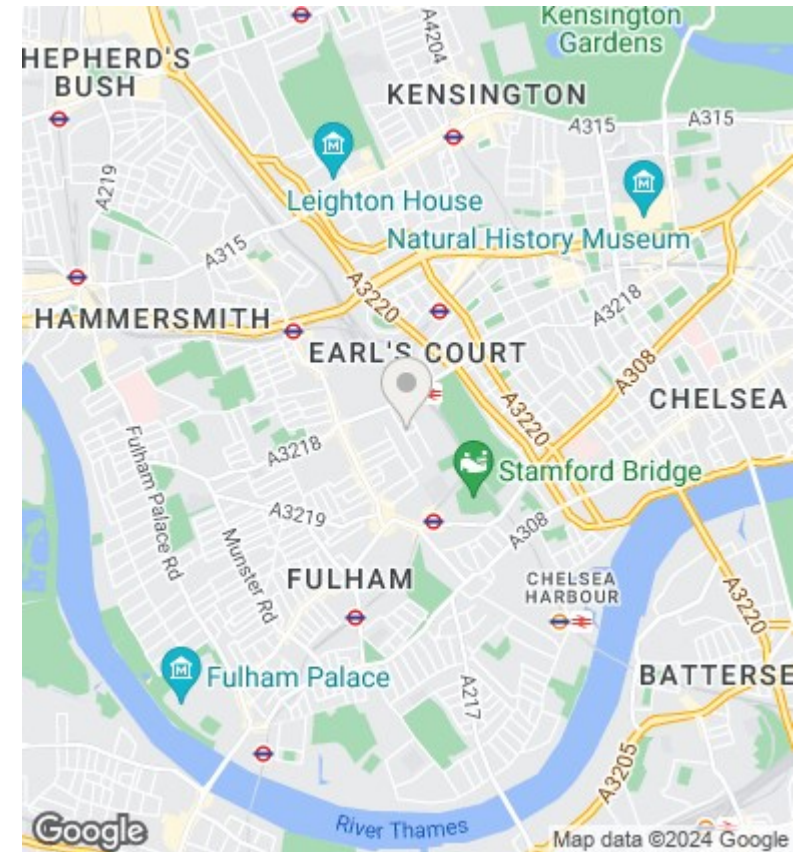 Kensington
Gardens
A4204
HEPHERD'S
BUSH
KENSINGTON
A315
A315
A219
Leighton House
Natural History Museum
A315
A3220
A3218
HAMMERSMITH
EARL'S COURT
A308
A3220
CHELSEA
A3218
Fulham Palace Rd
Stamford Bridge
A3219
Munster Rd
A308
FULHAM
CHELSEA
HARBOUR
A3220
Fulham Palace
A217
BATTERSE
A3205
River Thames
Google
Map data ©2024 Google